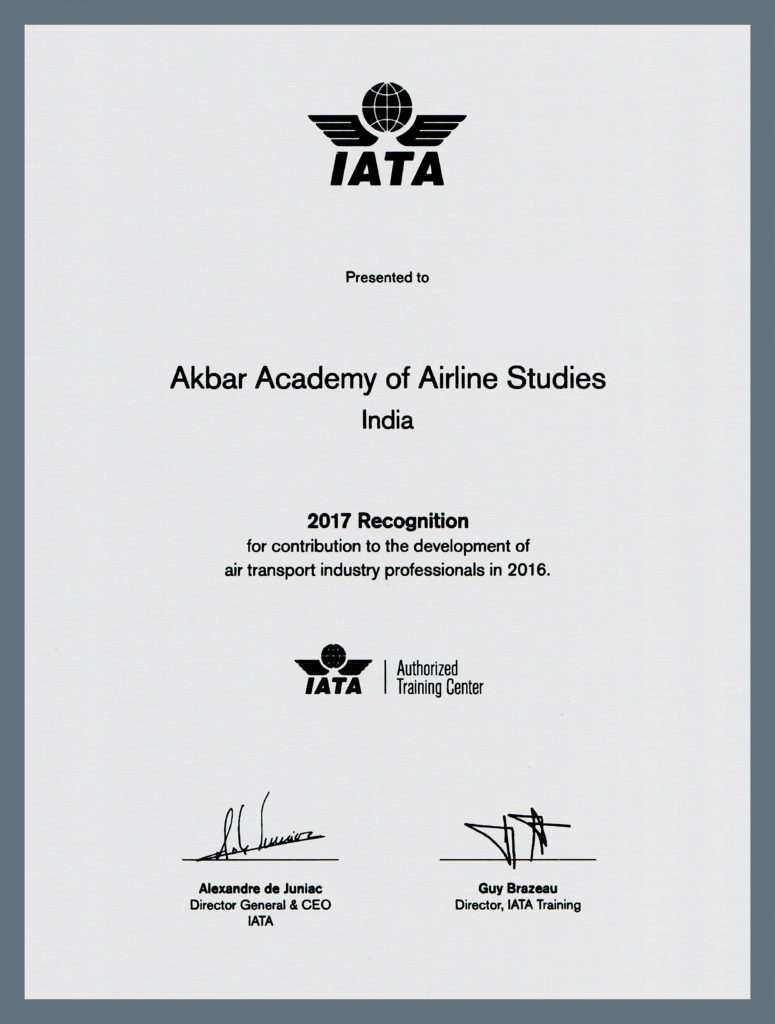 IATA
Presented to
Akbar Academy of Airline Studies
India
2017 Recognition
for contribution to the development of
air transport industry professionals in 2016.
IATA | Authorized
Training Center
Alexandre de Juniac
Director General & CEO
IATA
Guy Brazeau
Director, IATA Training